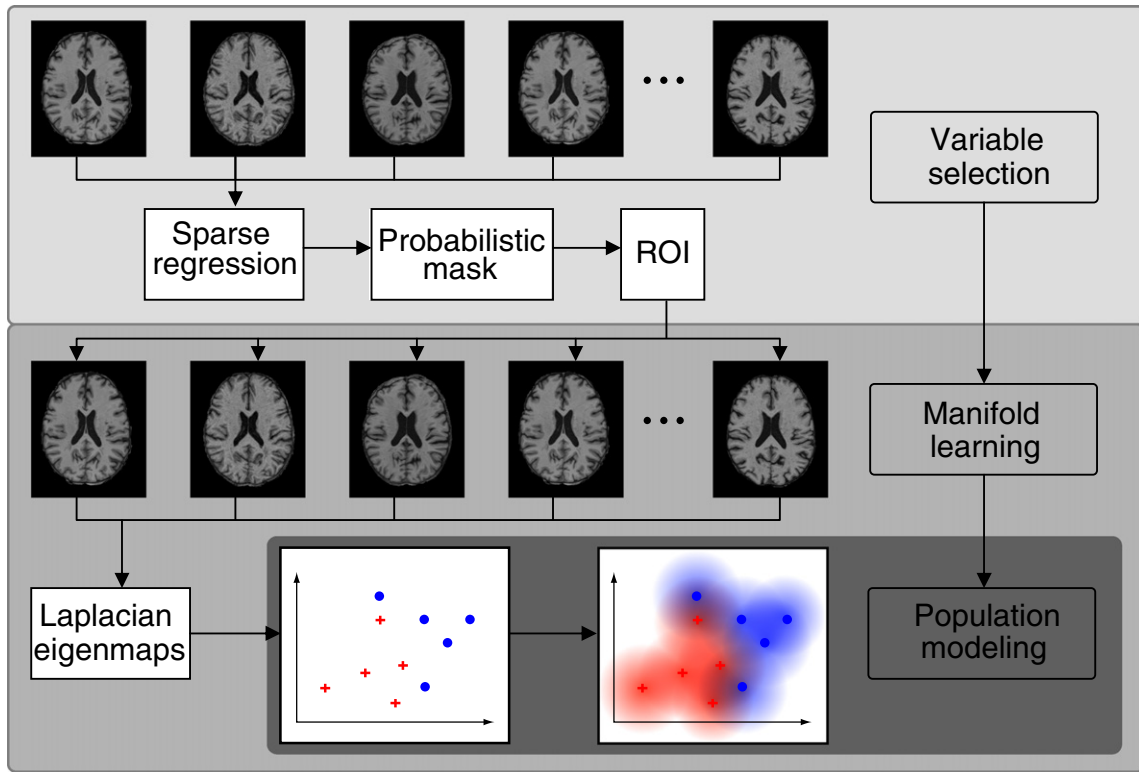 Variable
selection
Sparse
regression
Probabilistic
mask
ROI
Manifold
learning
Laplacian
eigenmaps
Population
modeling